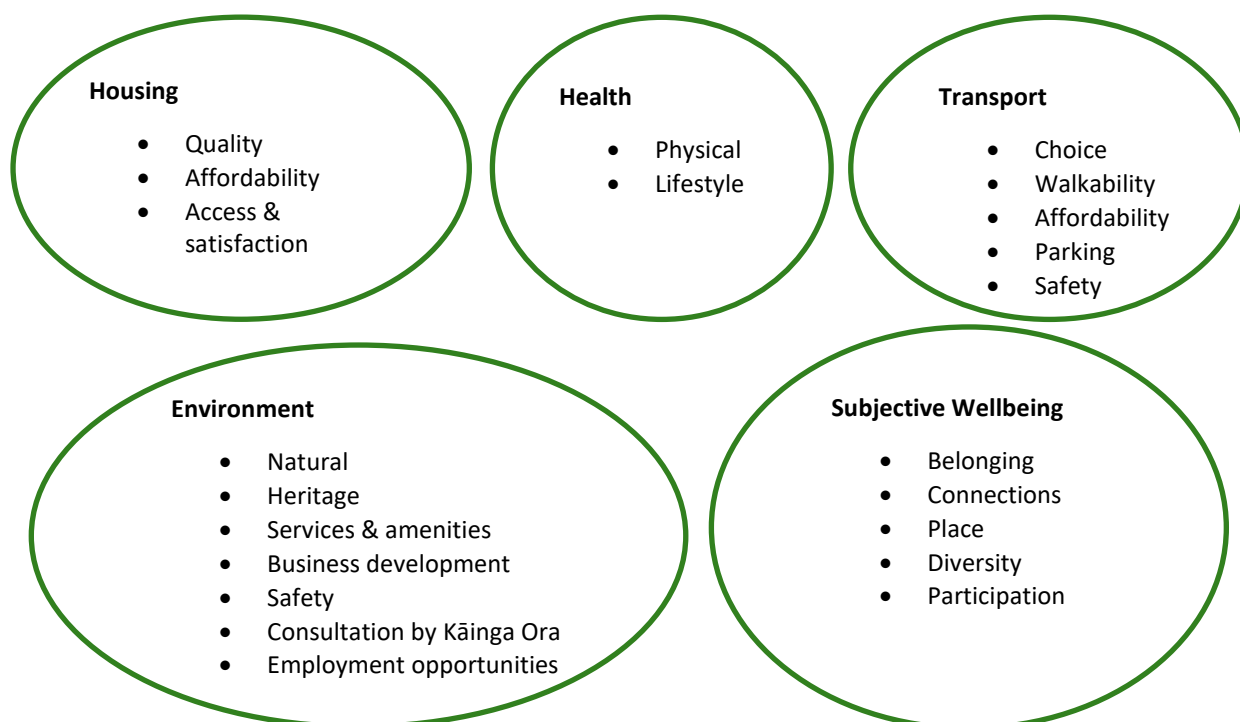 Housing
• Quality
• Affordability
• Access &
satisfaction
Health
• Physical
• Lifestyle
Transport
• Choice
• Walkability
• Affordability
• Parking
• Safety
Environment
• Natural
• Heritage
• Services & amenities
• Business development
• Safety
• Consultation by Kāinga Ora
• Employment opportunities
Subjective Wellbeing
• Belonging
• Connections
• Place
• Diversity
• Participation